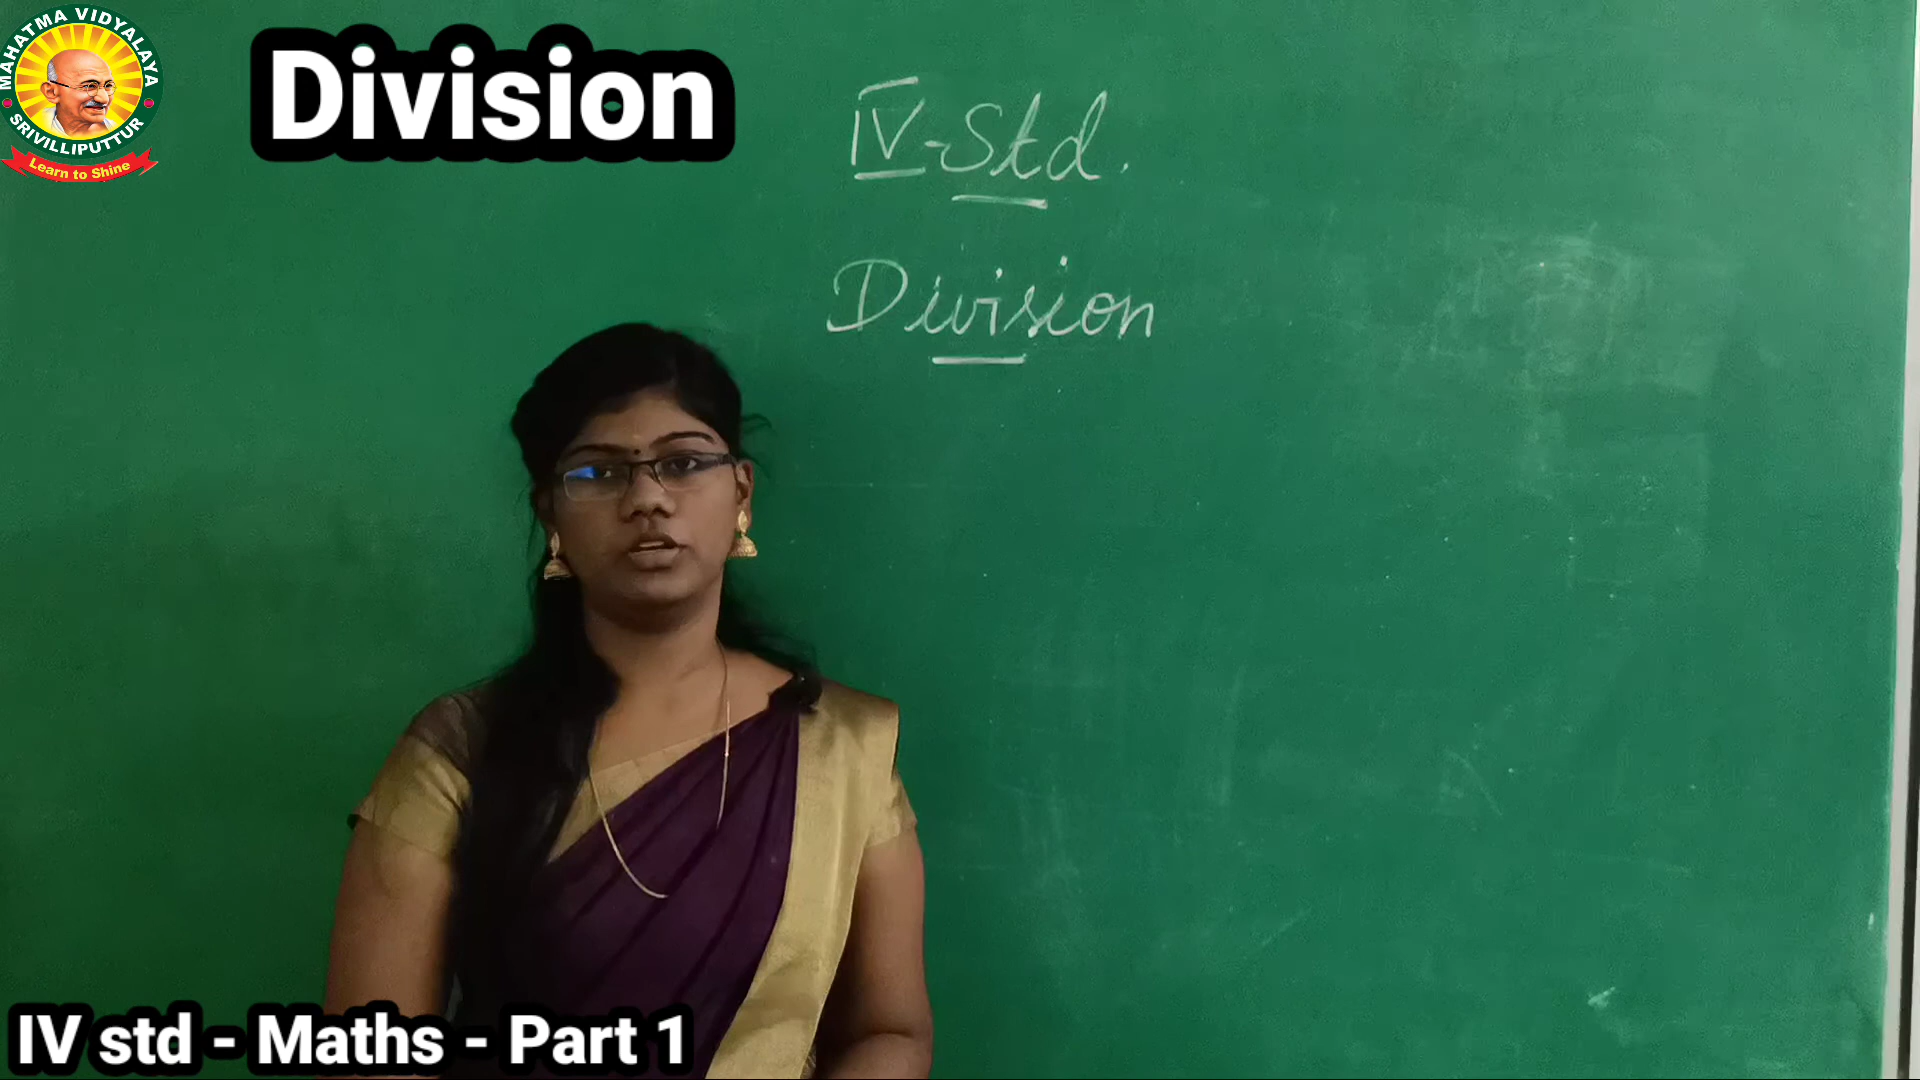 MAHATMA VIDYALAYA
SRIVILLIPUTTUR
Learn to Shine
Division
IV-Std.
Division
IV std - Maths - Part 1